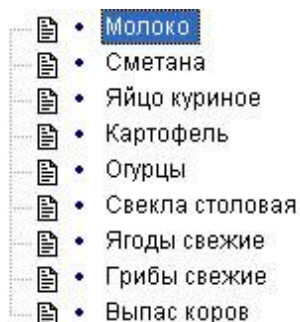 Молоко
Сметана
Яйцо куриное
Картофель
Огурцы
Свекла столовая
Ягоды свежие
Грибы свежие
Выпас коров